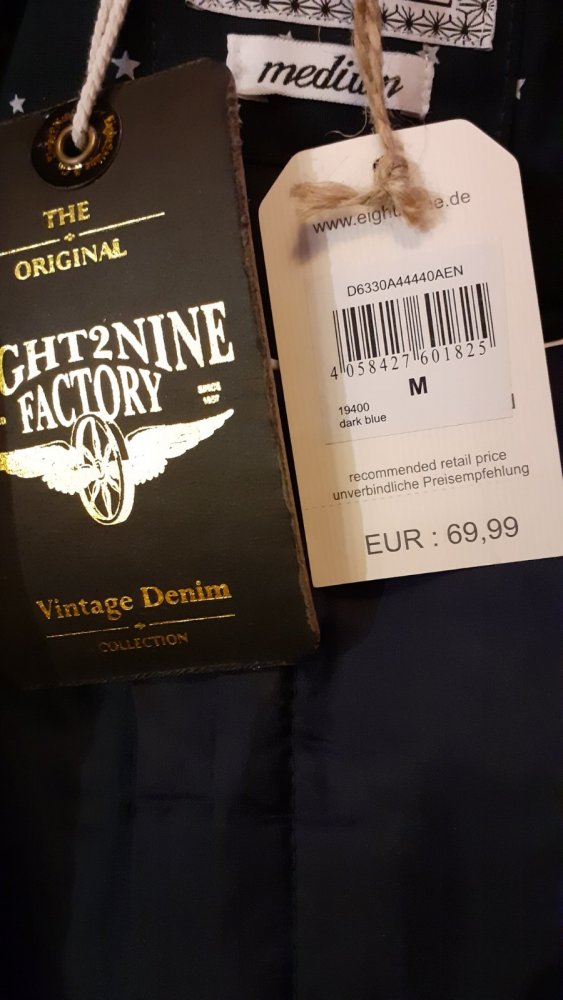 medium
THE
ORIGINAL
GHT2NINE
FACTORY
SINCE
Vintage Denim
COLLECTION
D6330A44440AEN
4 058427 601825
M
19400
dark blue
recommended retail price
unverbindliche Preisempfehlung
EUR : 69,99